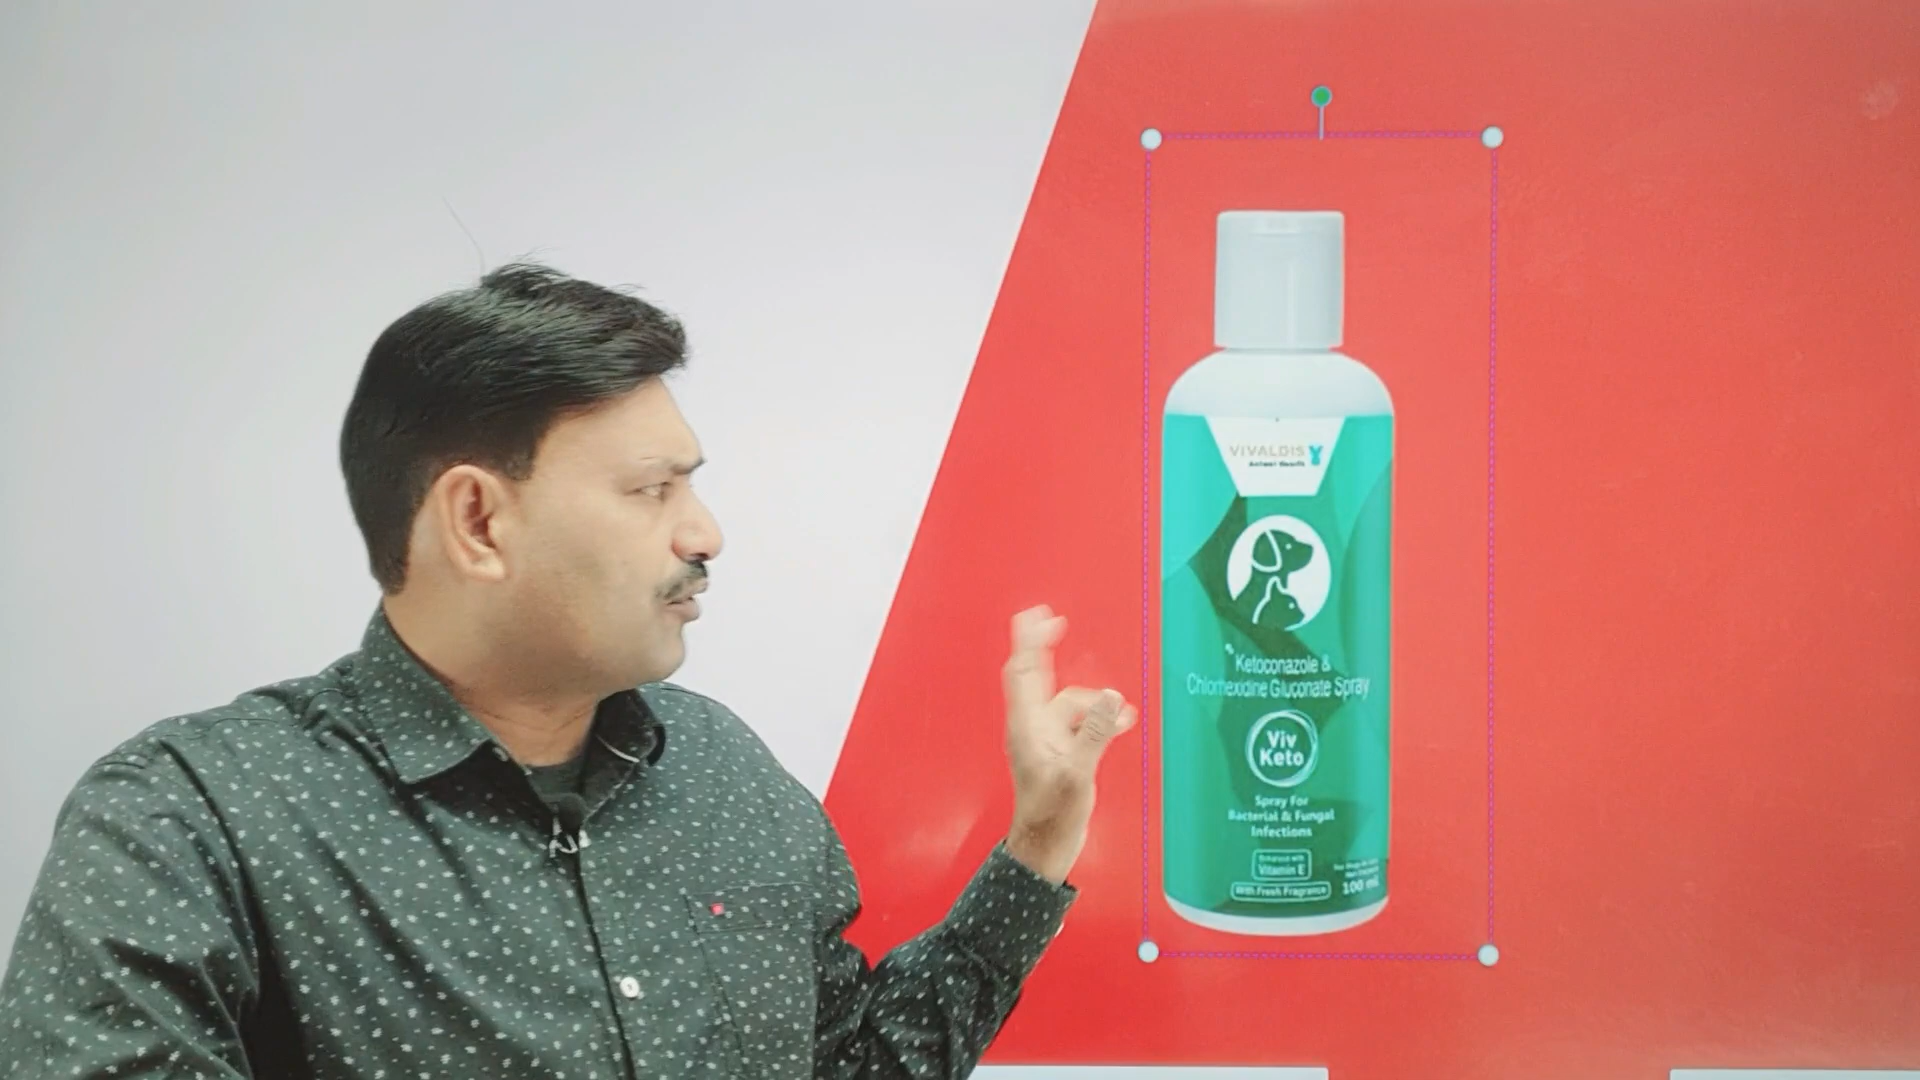 VIVALDIS
Animal Health
Ketoconazole &
Chlorhexidine Gluconate Spray
Viv
Keto
Spray For
Bacterial & Fungal
Infections
Enhanced with
Vitamin E
With Fresh Fragrance
100 ml